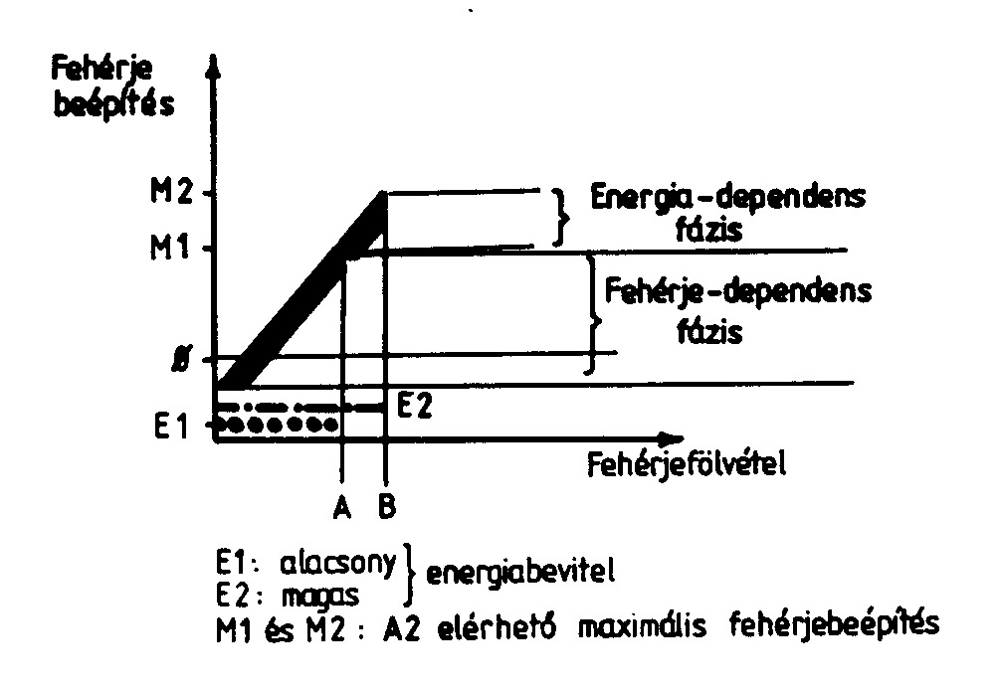 Fehérje
beépítés
M2
M1
Ø
E1
E2
Energia-dependens
fázis
Fehérje-dependens
fázis
Fehérjefölvétel
A B
E1: alacsony
E2: magas
energiabevitel
M1 és M2: A2 elérhető maximális fehérjebeépítés